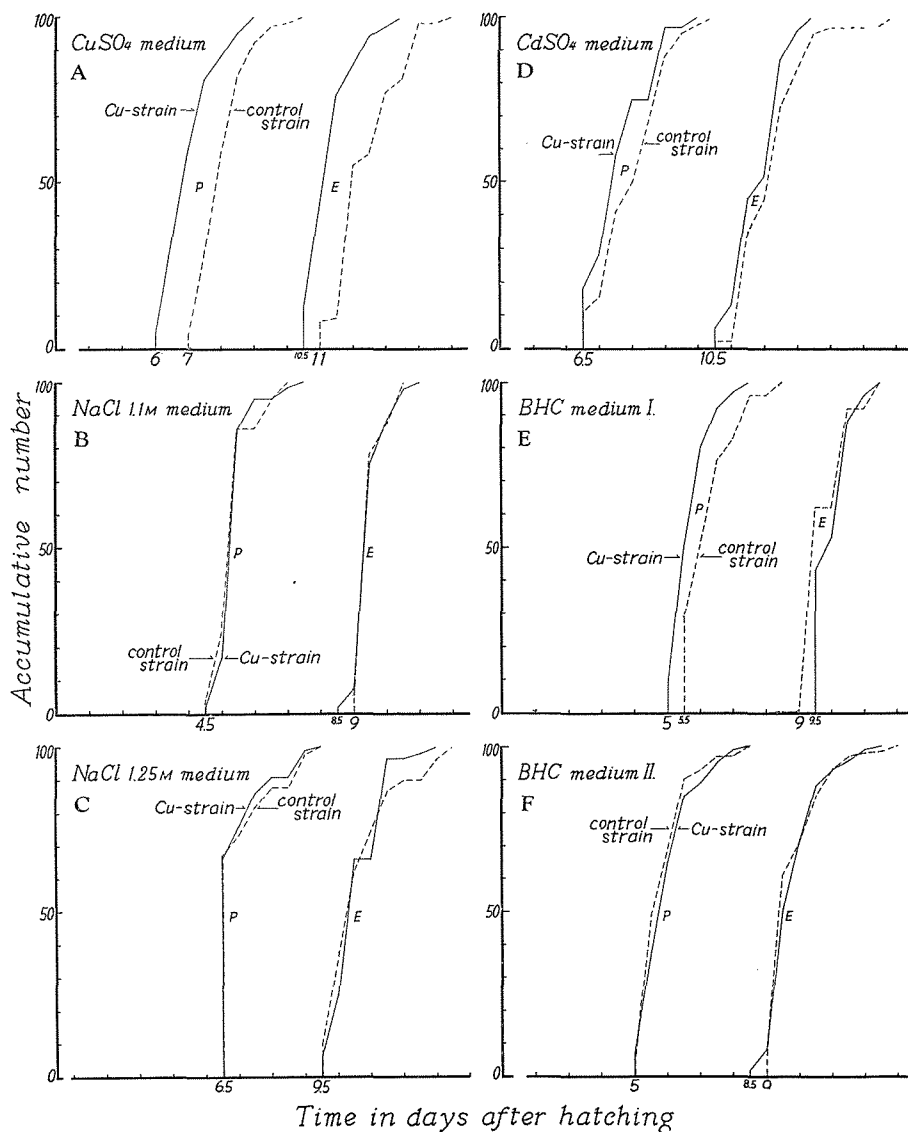 Accumulative number
100
CuSO4 medium
A
Cu-strain
control
strain
P
E
50
0
6
7
10.5
11
100
CdSO4 medium
D
Cu-strain
control
strain
P
E
50
0
6.5
10.5
100
NaCl 1.1M medium
B
P
E
50
control
strain
Cu-strain
0
4.5
8.5
9
100
BHC medium I.
E
P
E
Cu-strain
control
strain
50
0
5
5.5
9
9.5
100
NaCl 1.25M medium
C
Cu-strain
control
strain
P
E
50
0
6.5
9.5
100
BHC medium II.
F
control
strain
Cu-strain
P
E
50
0
5
8.5
Time in days after hatching